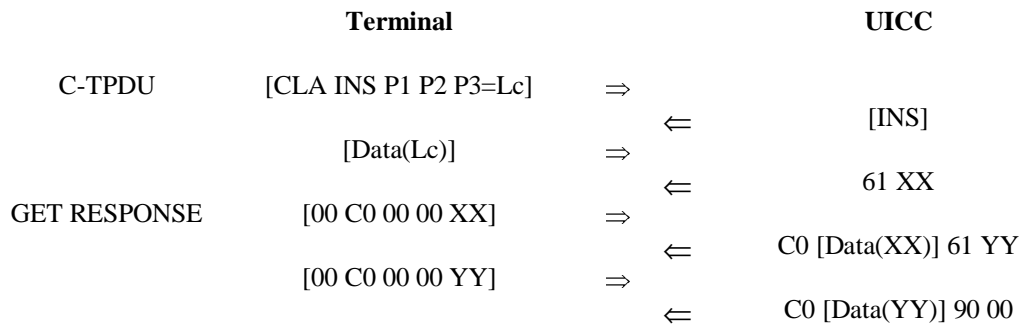 Terminal UICC
C-TPDU [CLA INS P1 P2 P3=Lc] ⇒
⇐ [INS]
[Data(Lc)] ⇒
⇐ 61 XX
GET RESPONSE [00 C0 00 00 XX] ⇒
⇐ C0 [Data(XX)] 61 YY
[00 C0 00 00 YY] ⇒
⇐ C0 [Data(YY)] 90 00